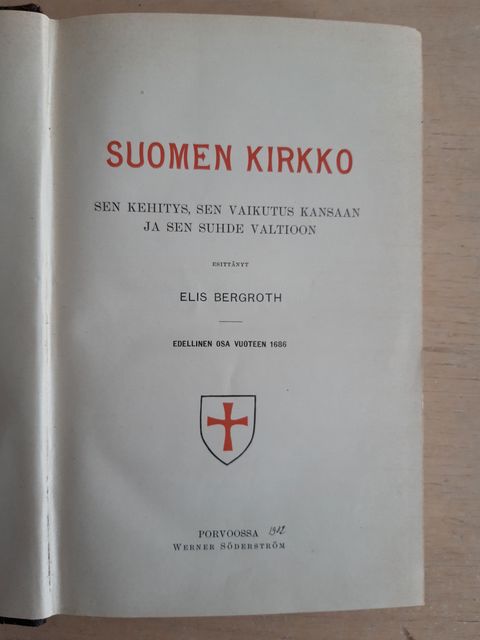 SUOMEN KIRKKO
SEN KEHITYS, SEN VAIKUTUS KANSAAN
JA SEN SUHDE VALTIOON
ESITTÄNYT
ELIS BERGROTH
EDELLINEN OSA VUOTEEN 1686
PORVOOSSA 1912
WERNER SÖDERSTRÖM